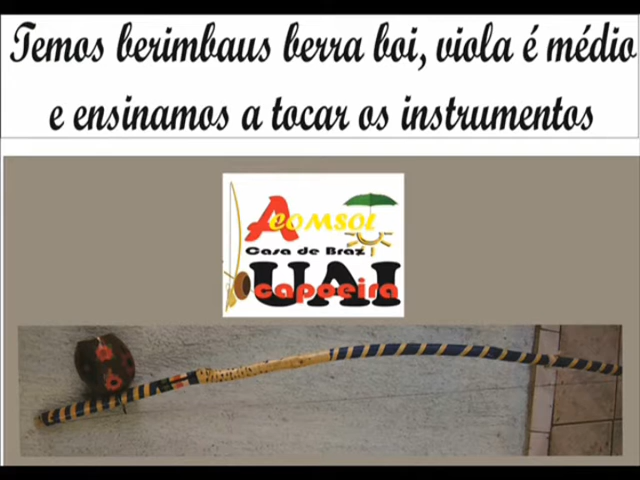 Temos berimbaus berra boi, viola é médio
e ensinamos a tocar os instrumentos
ACOMSOL
Casa de Braz
UAI
capoeira